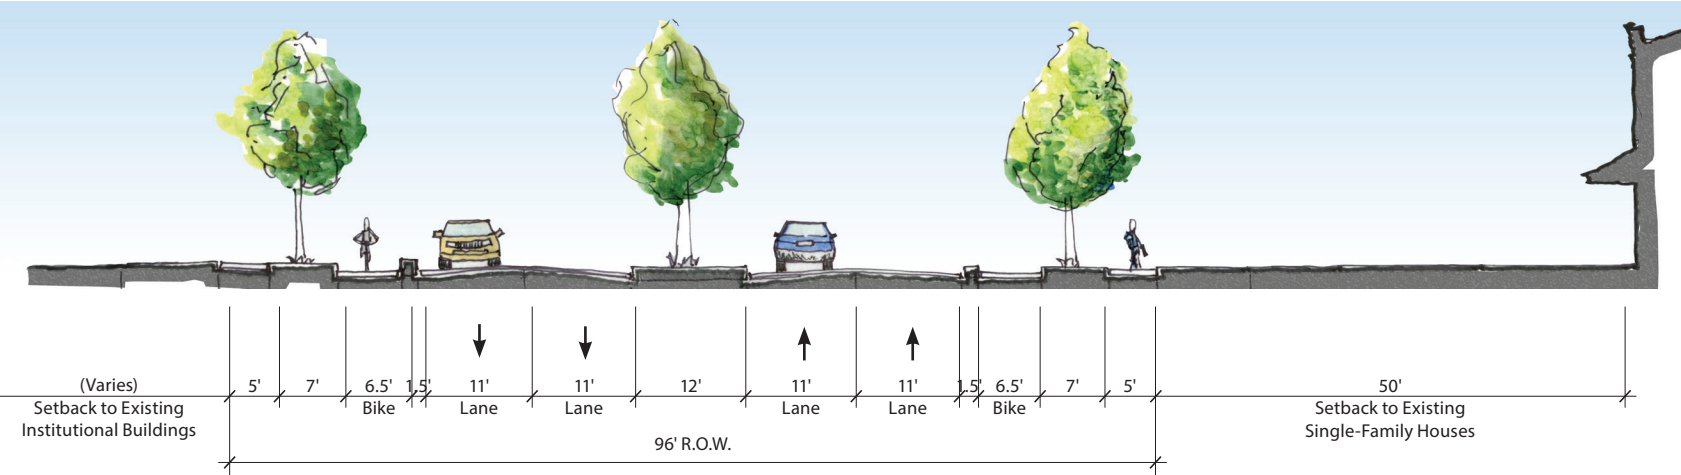 (Varies) 5' 7' 6.5' 1.5' 11' 11' 12' 11' 11' 1.5' 6.5' 7' 5' 50'
Setback to Existing Bike Lane Lane Lane Lane Bike Setback to Existing
Institutional Buildings Single-Family Houses
96' R.O.W.